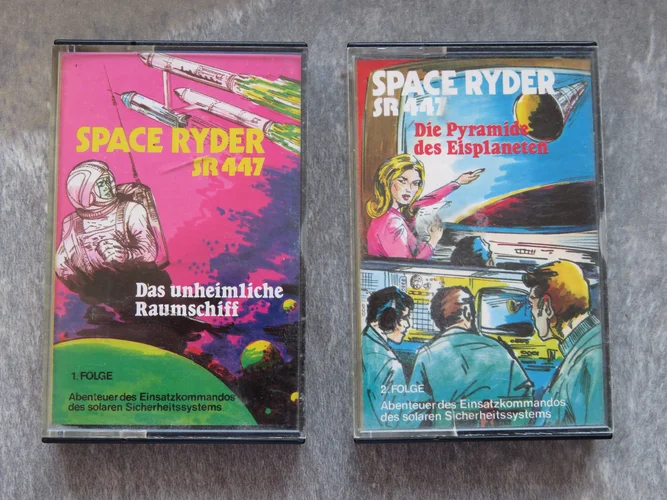 SPACE RYDER
SR 447
Das unheimliche
Raumschiff
1. FOLGE
Abenteuer des Einsatzkommandos
des solaren Sicherheitssystems
SPACE RYDER
SR 447
Die Pyramide
des Eisplaneten
2. FOLGE
Abenteuer des Einsatzkommandos
des solaren Sicherheitssystems